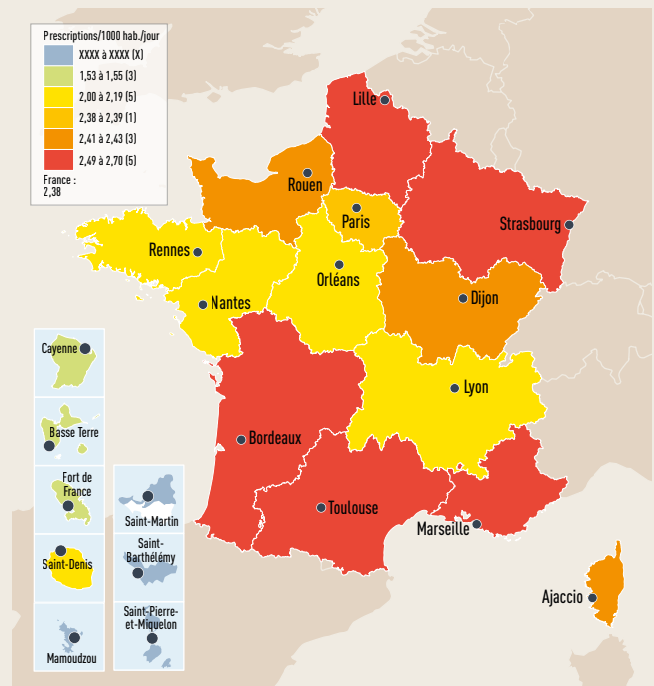 Prescriptions/1000 hab./jour
XXXX à XXXX (X)
1,53 à 1,55 (3)
2,00 à 2,19 (5)
2,38 à 2,39 (1)
2,41 à 2,43 (3)
2,49 à 2,70 (5)
France :
2,38
Lille
Rouen
Paris
Strasbourg
Rennes
Orléans
Nantes
Dijon
Lyon
Bordeaux
Toulouse
Marseille
Ajaccio
Cayenne
Basse Terre
Fort de
France
Saint-Denis
Mamoudzou
Saint-Martin
Saint-
Barthélémy
Saint-Pierre-
et-Miquelon